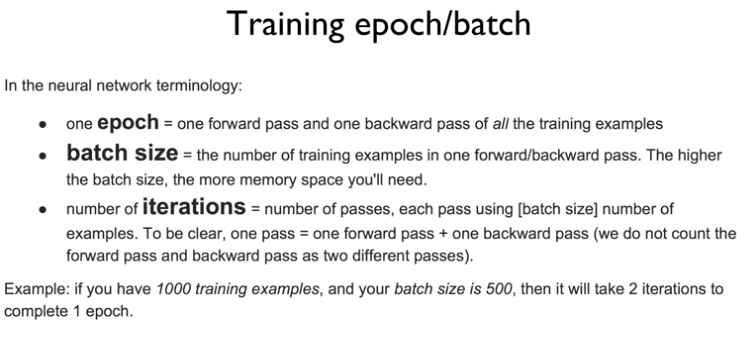 Training epoch/batch
In the neural network terminology:
● one epoch = one forward pass and one backward pass of all the training examples
● batch size = the number of training examples in one forward/backward pass. The higher
the batch size, the more memory space you'll need.
● number of iterations = number of passes, each pass using [batch size] number of
examples. To be clear, one pass = one forward pass + one backward pass (we do not count the
forward pass and backward pass as two different passes).
Example: if you have 1000 training examples, and your batch size is 500, then it will take 2 iterations to
complete 1 epoch.